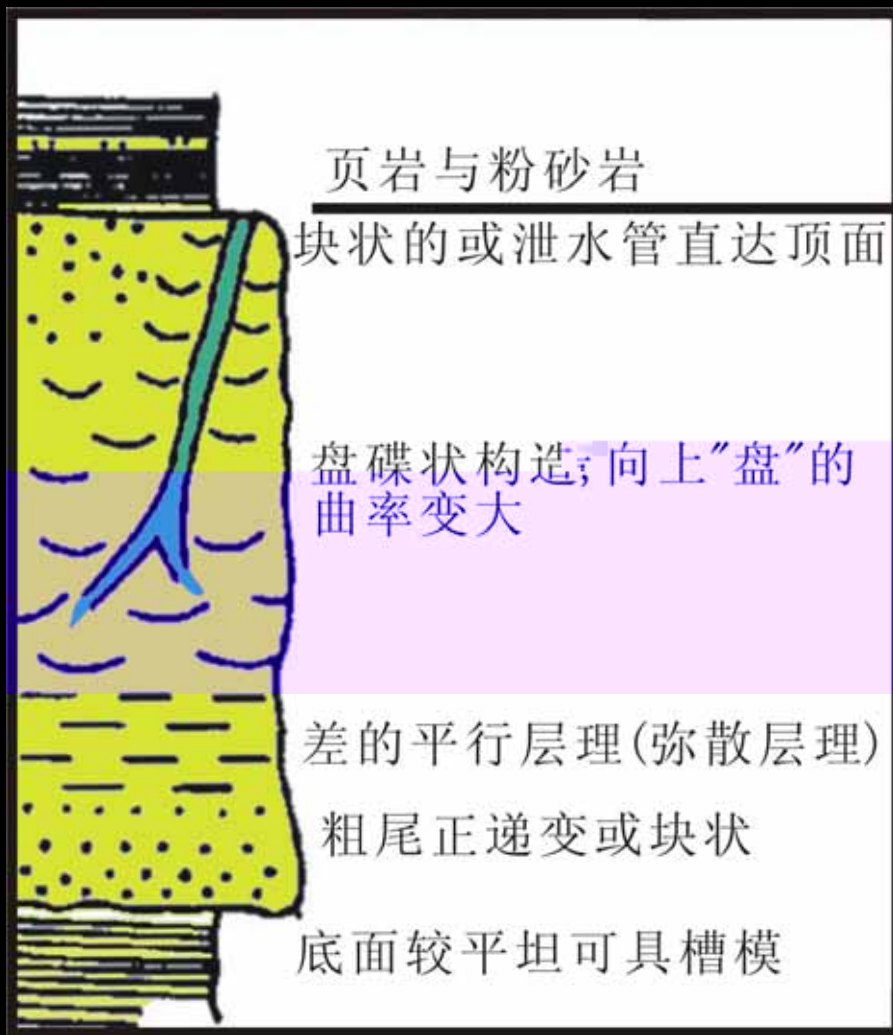 页岩与粉砂岩
块状的或泄水管直达顶面
盘碟状构造;向上"盘"的
曲率变大
差的平行层理(弥散层理)
粗尾正递变或块状
底面较平坦可具槽模